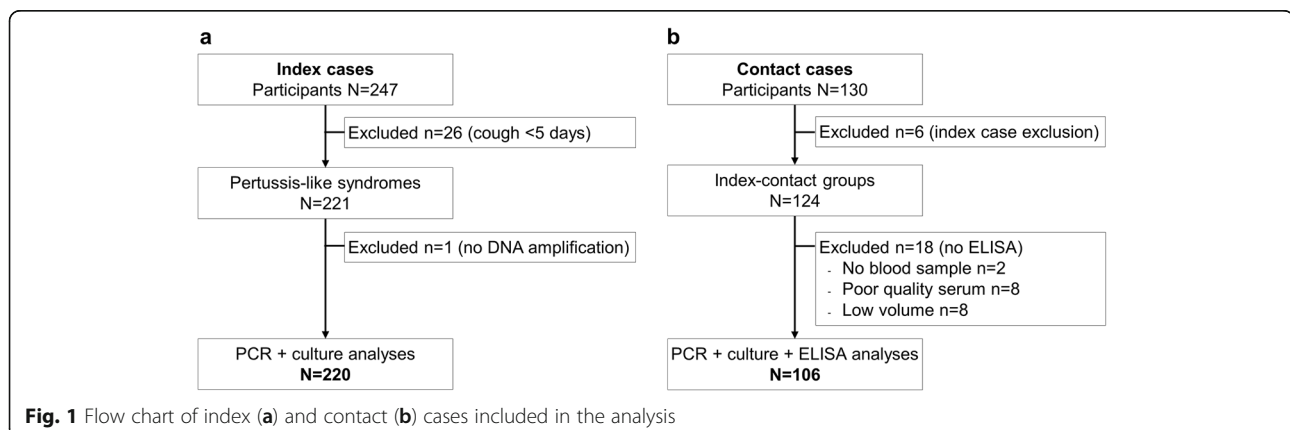 a
Index cases
Participants N=247
Excluded n=26 (cough <5 days)
Pertussis-like syndromes
N=221
Excluded n=1 (no DNA amplification)
PCR + culture analyses
N=220
b
Contact cases
Participants N=130
Excluded n=6 (index case exclusion)
Index-contact groups
N=124
Excluded n=18 (no ELISA)
- No blood sample n=2
- Poor quality serum n=8
- Low volume n=8
PCR + culture + ELISA analyses
N=106
Fig. 1 Flow chart of index (a) and contact (b) cases included in the analysis